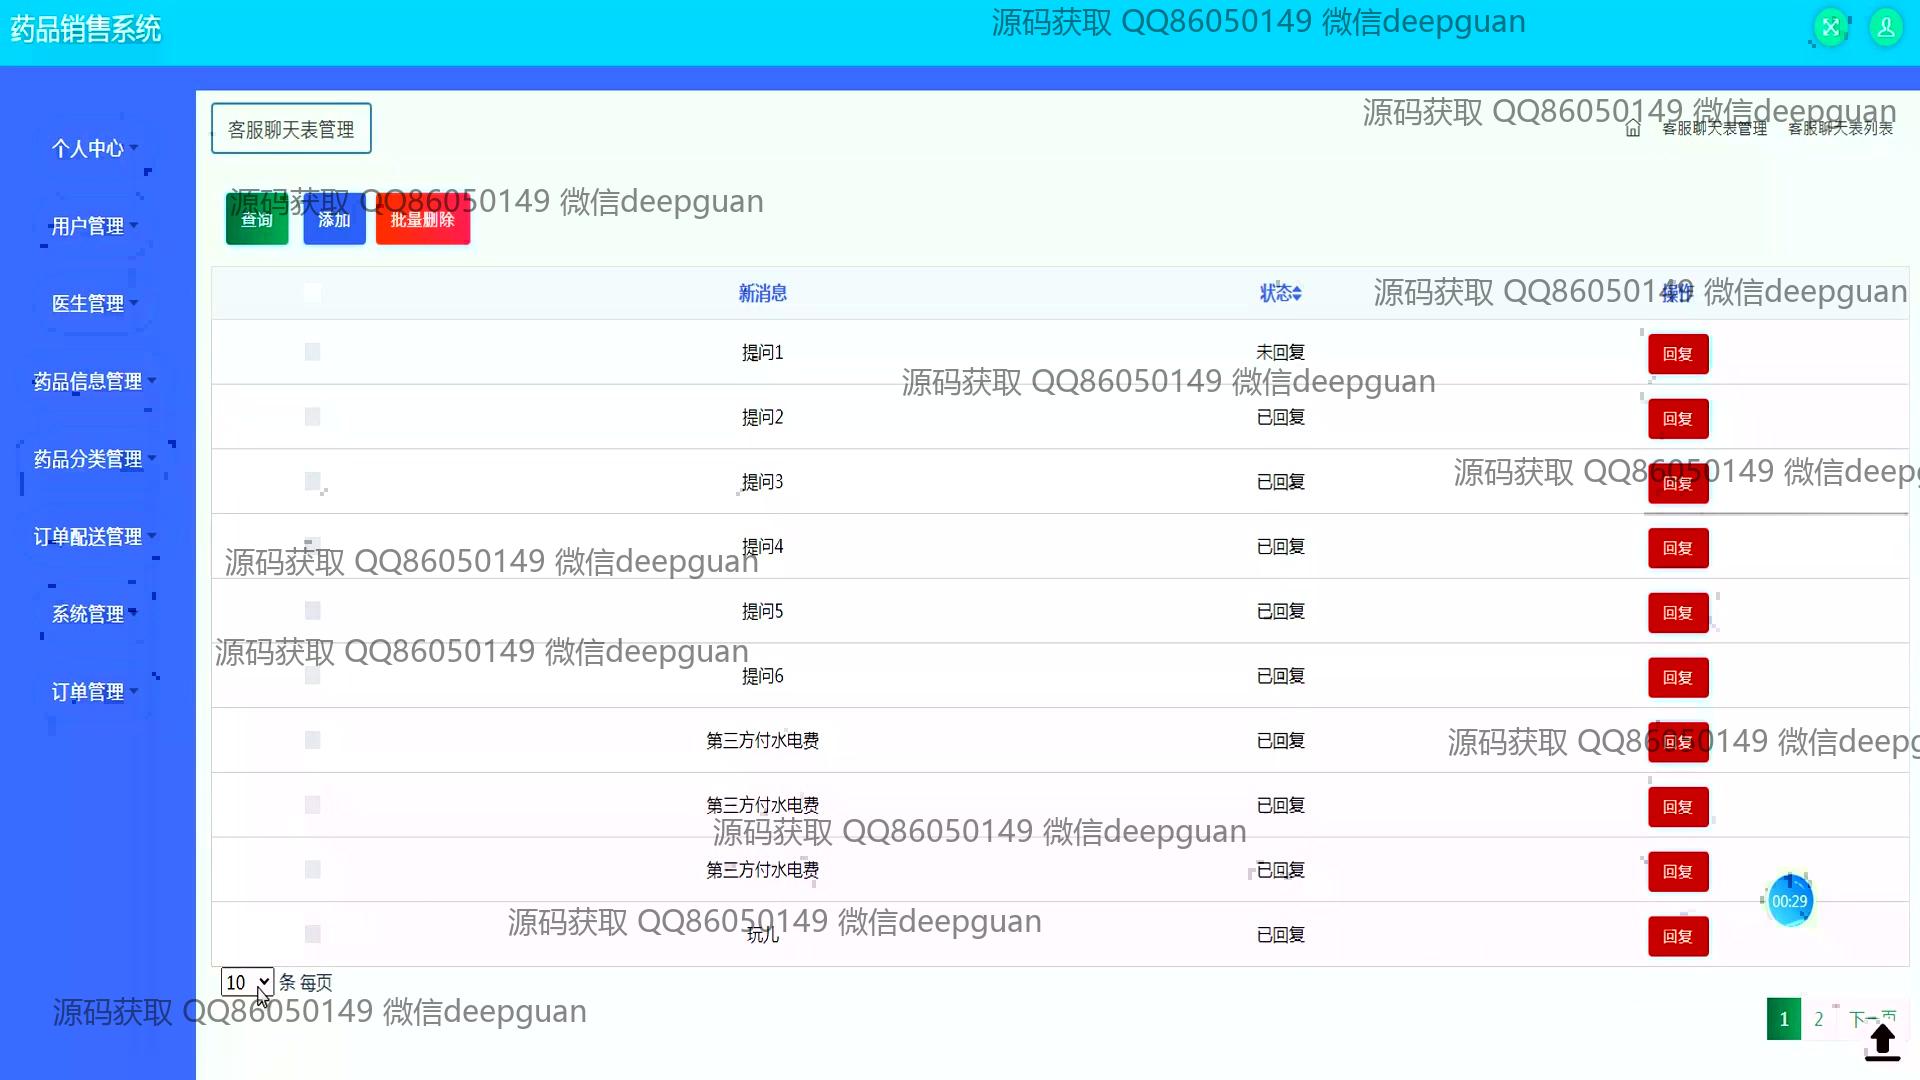 药品销售系统
源码获取 QQ86050149 微信deepguan
源码获取 QQ86050149 微信deepguan
客服聊天表管理
客服聊天表管理 客服聊天表列表
个人中心
用户管理
医生管理
药品信息管理
药品分类管理
订单配送管理
系统管理
订单管理
源码获取 QQ86050149 微信deepguan
查询 添加 批量删除
新消息 状态 操作
源码获取 QQ86050149 微信deepguan
提问1 未回复 回复
源码获取 QQ86050149 微信deepguan
提问2 已回复 回复
提问3 已回复 回复
源码获取 QQ86050149 微信deepg
提问4 已回复 回复
源码获取 QQ86050149 微信deepguan
提问5 已回复 回复
源码获取 QQ86050149 微信deepguan
提问6 已回复 回复
第三方付水电费 已回复 回复
源码获取 QQ86050149 微信deepg
第三方付水电费 已回复 回复
源码获取 QQ86050149 微信deepguan
第三方付水电费 已回复 回复
00:29
源码获取 QQ86050149 微信deepguan
玩儿 已回复 回复
10 条 每页
源码获取 QQ86050149 微信deepguan
1 2 下一页